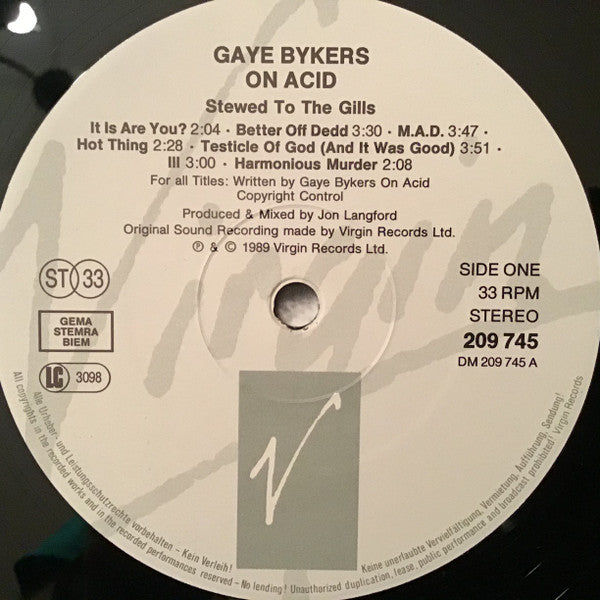 GAYE BYKERS
ON ACID
Stewed To The Gills
It Is Are You? 2:04 · Better Off Dedd 3:30 · M.A.D. 3:47 ·
Hot Thing 2:28 · Testicle Of God (And It Was Good) 3:51 ·
Ill 3:00 · Harmonious Murder 2:08
For all Titles: Written by Gaye Bykers On Acid
Copyright Control
Produced & Mixed by Jon Langford
Original Sound Recording made by Virgin Records Ltd.
℗ & © 1989 Virgin Records Ltd.
Virgin
ST 33
GEMA
STEMRA
BIEM
LC 3098
SIDE ONE
33 RPM
STEREO
209 745
DM 209 745 A
V
Alle Urheber- und Leistungsschutzrechte vorbehalten – Kein Verleih! Keine unerlaubte Vervielfältigung, Vermietung, Aufführung, Sendung!
All copyrights in the recorded works and in the recorded performances reserved – No lending! Unauthorized duplication, lease, public performance and broadcast prohibited! Virgin Records